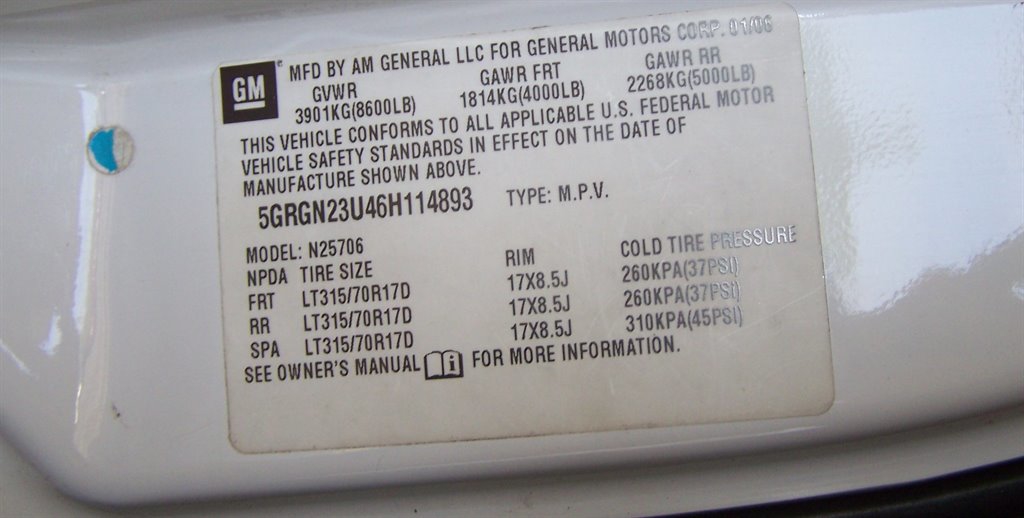 GM MFD BY AM GENERAL LLC FOR GENERAL MOTORS CORP. 01/06
GVWR GAWR FRT GAWR RR
3901KG(8600LB) 1814KG(4000LB) 2268KG(5000LB)
THIS VEHICLE CONFORMS TO ALL APPLICABLE U.S. FEDERAL MOTOR
VEHICLE SAFETY STANDARDS IN EFFECT ON THE DATE OF
MANUFACTURE SHOWN ABOVE.
5GRGN23U46H114893 TYPE: M.P.V.
MODEL: N25706
NPDA TIRE SIZE RIM COLD TIRE PRESSURE
FRT LT315/70R17D 17X8.5J 260KPA(37PSI)
RR LT315/70R17D 17X8.5J 260KPA(37PSI)
SPA LT315/70R17D 17X8.5J 310KPA(45PSI)
SEE OWNER'S MANUAL i FOR MORE INFORMATION.